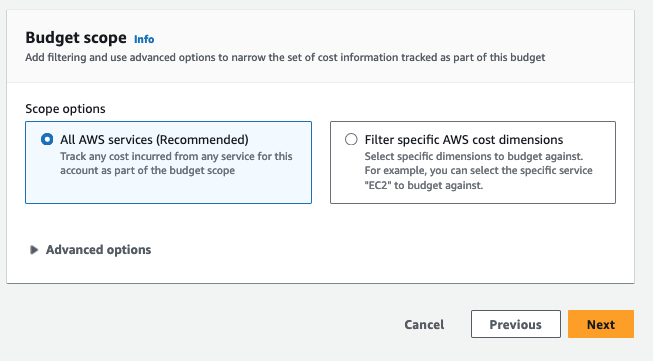 Budget scope Info
Add filtering and use advanced options to narrow the set of cost information tracked as part of this budget
Scope options
All AWS services (Recommended)
Track any cost incurred from any service for this
account as part of the budget scope
Filter specific AWS cost dimensions
Select specific dimensions to budget against.
For example, you can select the specific service
"EC2" to budget against.
Advanced options
Cancel
Previous
Next